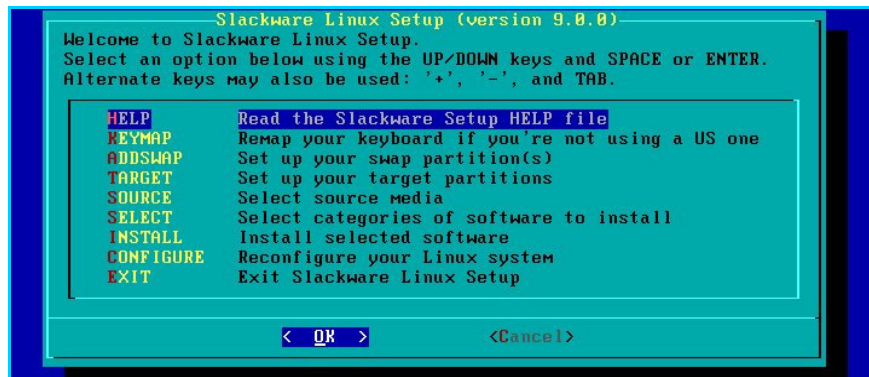 Slackware Linux Setup (version 9.0.0)
Welcome to Slackware Linux Setup.
Select an option below using the UP/DOWN keys and SPACE or ENTER.
Alternate keys may also be used: '+', '-', and TAB.
HELP Read the Slackware Setup HELP file
KEYMAP Remap your keyboard if you're not using a US one
ADDSWAP Set up your swap partition(s)
TARGET Set up your target partitions
SOURCE Select source media
SELECT Select categories of software to install
INSTALL Install selected software
CONFIGURE Reconfigure your Linux system
EXIT Exit Slackware Linux Setup
< OK > <Cancel>